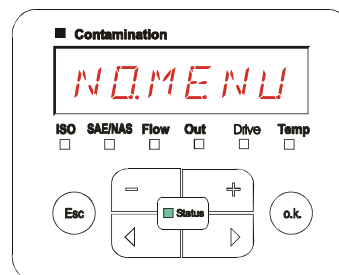 Contamination
NO.MENU
ISO SAE/NAS Flow Out Drive Temp
- +
Esc Status o.k.